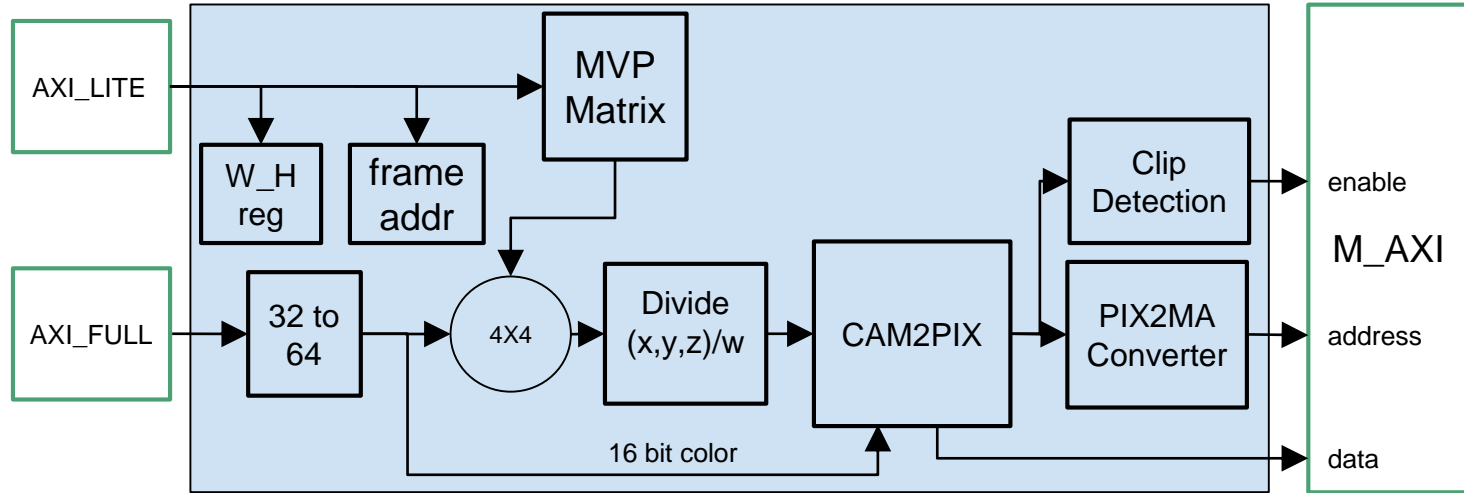 AXI_LITE
MVP
Matrix
W_H
reg
frame
addr
Clip
Detection
enable
M_AXI
AXI_FULL
32 to
64
4X4
Divide
(x,y,z)/w
CAM2PIX
PIX2MA
Converter
address
16 bit color
data